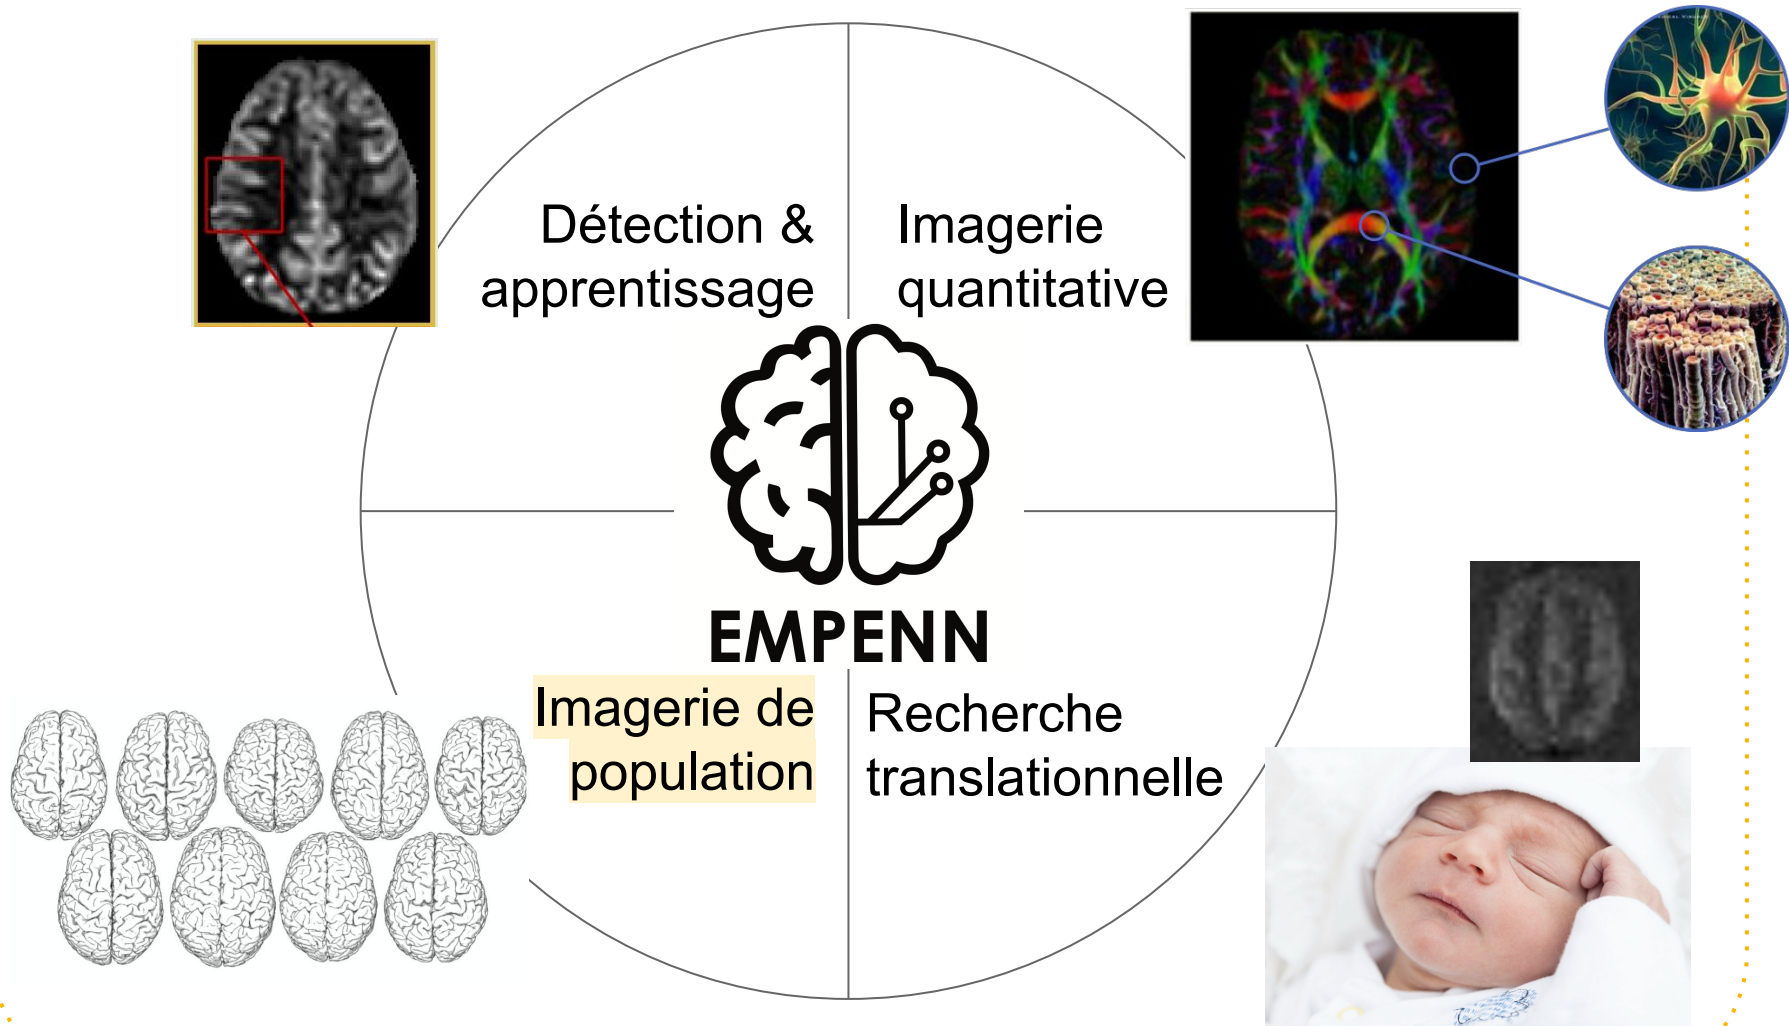 Détection &
apprentissage
Imagerie
quantitative
EMPENN
Imagerie de
population
Recherche
translationnelle